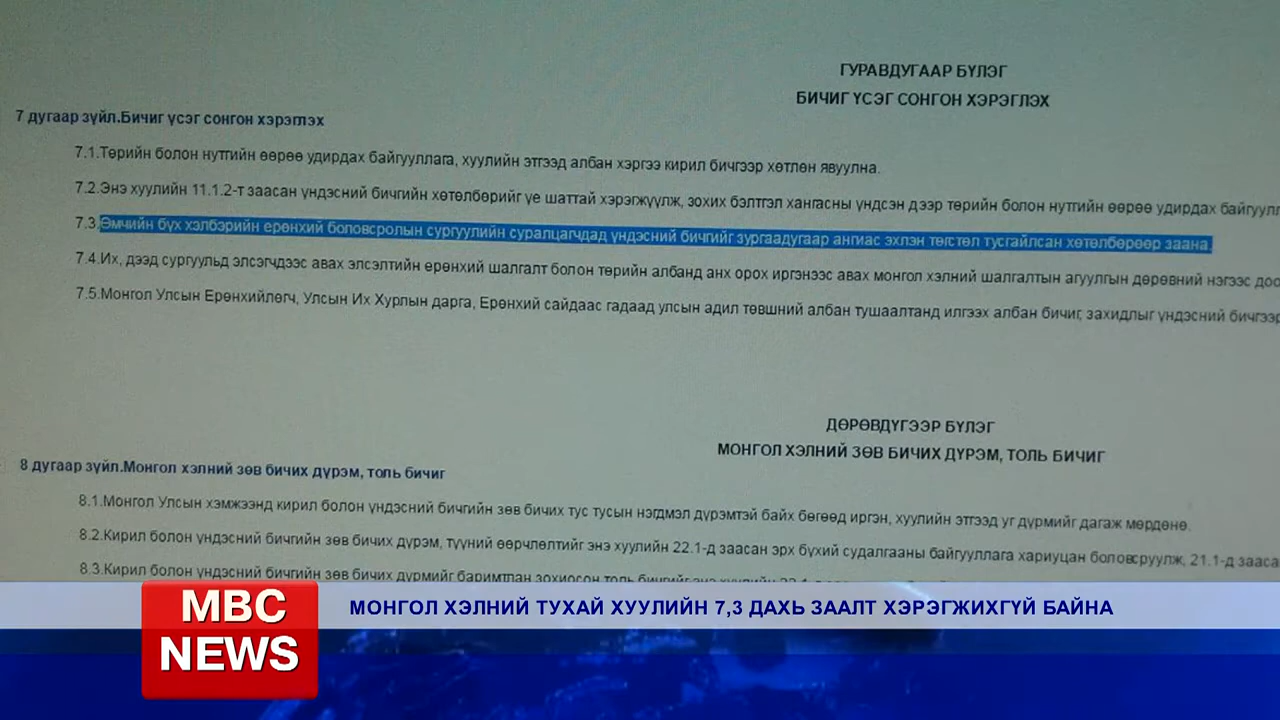 ГУРАВДУГААР БҮЛЭГ
БИЧИГ ҮСЭГ СОНГОН ХЭРЭГЛЭХ
7 дугаар зүйл.Бичиг үсэг сонгон хэрэглэх
7.1.Төрийн болон нутгийн өөрөө удирдах байгууллага, хуулийн этгээд албан хэргээ кирил бичгээр хөтлөн явуулна.
7.2.Энэ хуулийн 11.1.2-т заасан үндэсний бичгийн хөтөлбөрийг үе шаттай хэрэгжүүлж, зохих бэлтгэл хангасны үндсэн дээр төрийн болон нутгийн өөрөө удирдах байгуулл
7.3.Өмчийн бүх хэлбэрийн ерөнхий боловсролын сургуулийн суралцагчдад үндэсний бичгийг зургаадугаар ангиас эхлэн төгстөл тусгайлсан хөтөлбөрөөр заана.
7.4.Их, дээд сургуульд элсэгчдээс авах элсэлтийн ерөнхий шалгалт болон төрийн албанд анх орох иргэнээс авах монгол хэлний шалгалтын агуулгын дөрөвний нэгээс доо
7.5.Монгол Улсын Ерөнхийлөгч, Улсын Их Хурлын дарга, Ерөнхий сайдаас гадаад улсын адил төвшний албан тушаалтанд илгээх албан бичиг, захидлыг үндэсний бичгээр
ДӨРӨВДҮГЭЭР БҮЛЭГ
МОНГОЛ ХЭЛНИЙ ЗӨВ БИЧИХ ДҮРЭМ, ТОЛЬ БИЧИГ
8 дугаар зүйл.Монгол хэлний зөв бичих дүрэм, толь бичиг
8.1.Монгол Улсын хэмжээнд кирил болон үндэсний бичгийн зөв бичих тус тусын нэгдмэл дүрэмтэй байх бөгөөд иргэн, хуулийн этгээд уг дүрмийг дагаж мөрдөнө.
8.2.Кирил болон үндэсний бичгийн зөв бичих дүрэм, түүний өөрчлөлтийг энэ хуулийн 22.1-д заасан эрх бүхий судалгааны байгууллага хариуцан боловсруулж, 21.1-д зааса
8.3.Кирил болон үндэсний бичгийн зөв бичих дүрмийг баримтлан зохиосон толь бичгийг энэ хуулийн
MBC
NEWS
МОНГОЛ ХЭЛНИЙ ТУХАЙ ХУУЛИЙН 7,3 ДАХЬ ЗААЛТ ХЭРЭГЖИХГҮЙ БАЙНА